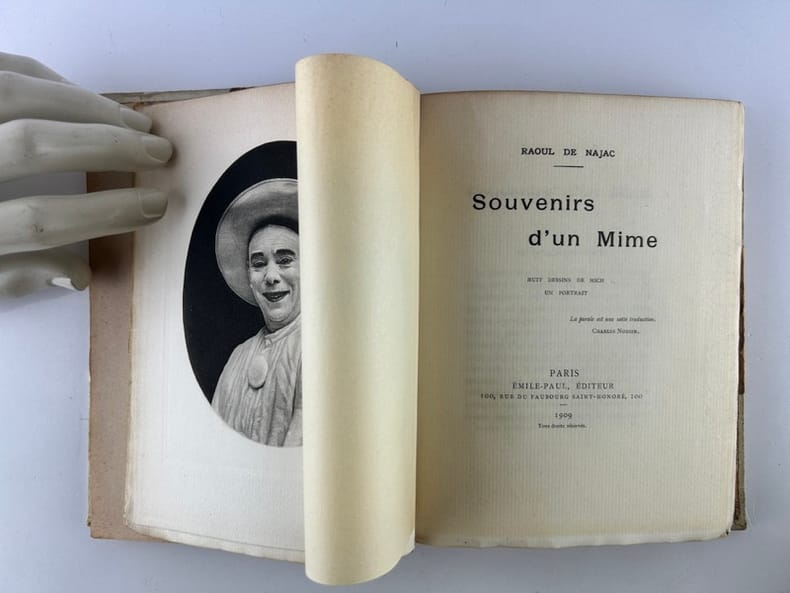 RAOUL DE NAJAC
Souvenirs
d'un Mime
HUIT DESSINS DE MICH
UN PORTRAIT
La parole est une sotte traduction.
CHARLES NODIER.
PARIS
ÉMILE-PAUL, ÉDITEUR
100, RUE DU FAUBOURG SAINT-HONORÉ, 100
1909
Tous droits réservés.